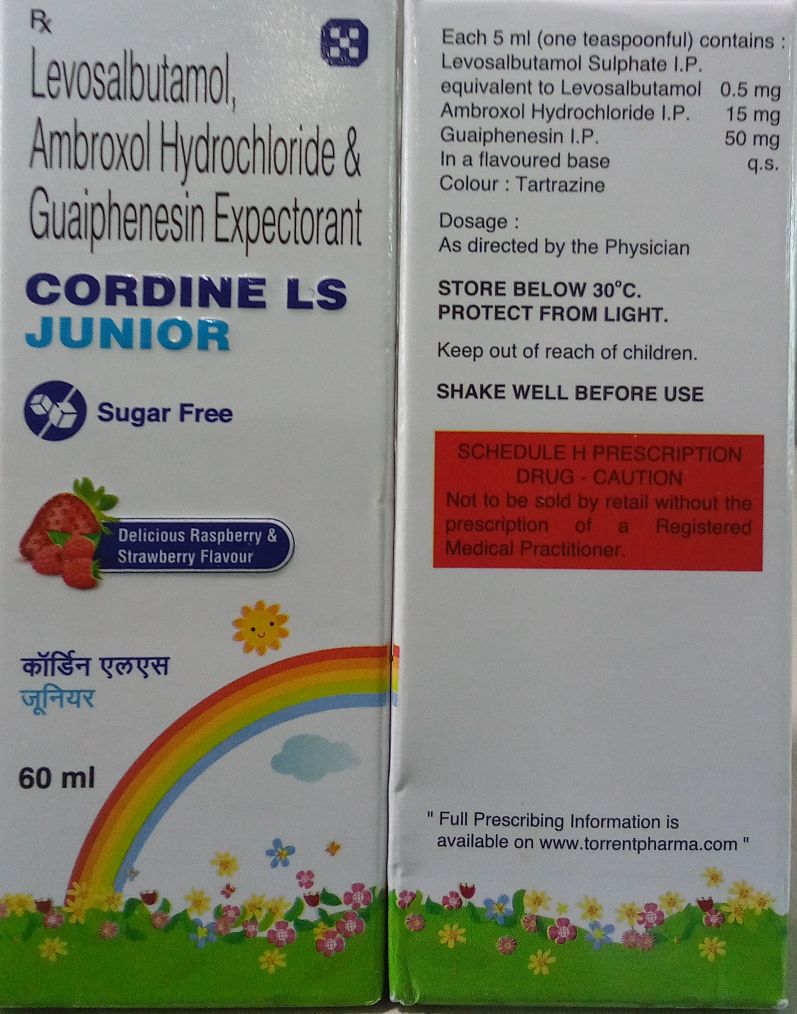 Rx
Levosalbutamol,
Ambroxol Hydrochloride &
Guaiphenesin Expectorant
CORDINE LS
JUNIOR
Sugar Free
Delicious Raspberry &
Strawberry Flavour
कॉर्डिन एलएस
जूनियर
60 ml
Each 5 ml (one teaspoonful) contains :
Levosalbutamol Sulphate I.P.
equivalent to Levosalbutamol 0.5 mg
Ambroxol Hydrochloride I.P. 15 mg
Guaiphenesin I.P. 50 mg
In a flavoured base q.s.
Colour : Tartrazine
Dosage :
As directed by the Physician
STORE BELOW 30°C.
PROTECT FROM LIGHT.
Keep out of reach of children.
SHAKE WELL BEFORE USE
SCHEDULE H PRESCRIPTION
DRUG - CAUTION
Not to be sold by retail without the
prescription of a Registered
Medical Practitioner.
" Full Prescribing Information is
available on www.torrentpharma.com "